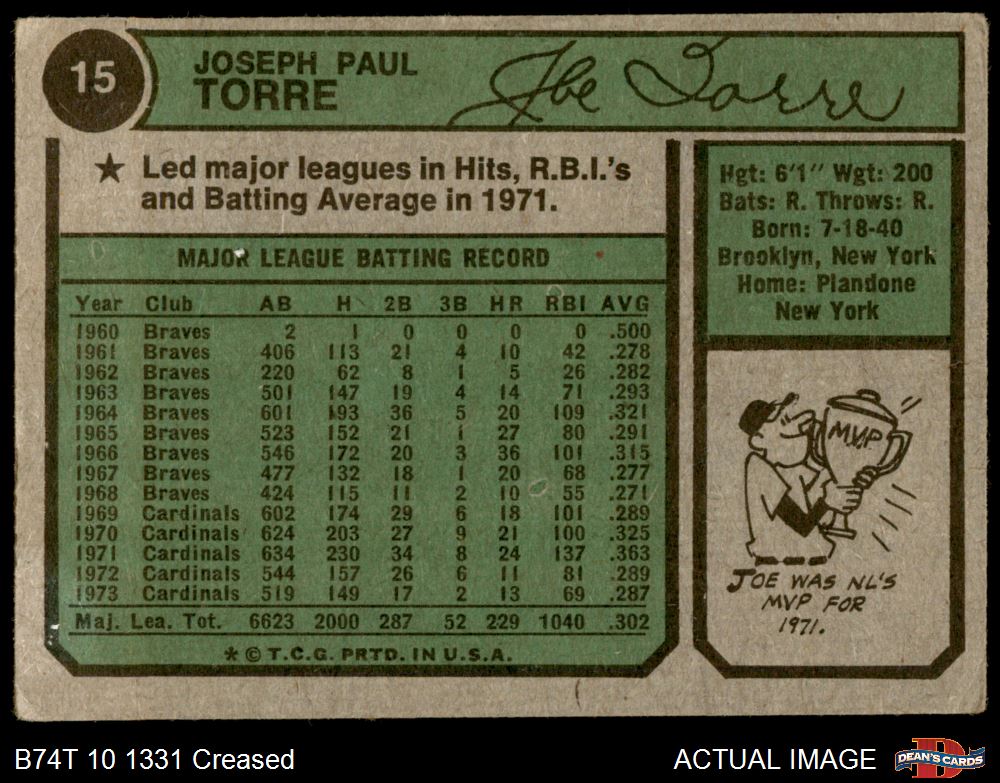 15
JOSEPH PAUL
TORRE
Joe Torre
★ Led major leagues in Hits, R.B.I.'s
and Batting Average in 1971.
MAJOR LEAGUE BATTING RECORD
Year Club AB H 2B 3B HR RBI AVG
1960 Braves 2 1 0 0 0 0 .500
1961 Braves 406 113 21 4 10 42 .278
1962 Braves 220 62 8 1 5 26 .282
1963 Braves 501 147 19 4 14 71 .293
1964 Braves 601 193 36 5 20 109 .321
1965 Braves 523 152 21 1 27 80 .291
1966 Braves 546 172 20 3 36 101 .315
1967 Braves 477 132 18 1 20 68 .277
1968 Braves 424 115 11 2 10 55 .271
1969 Cardinals 602 174 29 6 18 101 .289
1970 Cardinals 624 203 27 9 21 100 .325
1971 Cardinals 634 230 34 8 24 137 .363
1972 Cardinals 544 157 26 6 11 81 .289
1973 Cardinals 519 149 17 2 13 69 .287
Maj. Lea. Tot. 6623 2000 287 52 229 1040 .302
* © T.C.G. PRTD. IN U.S.A.
Hgt: 6'1" Wgt: 200
Bats: R. Throws: R.
Born: 7-18-40
Brooklyn, New York
Home: Plandone
New York
MVP
JOE WAS NL'S
MVP FOR
1971.
B74T 10 1331 Creased
ACTUAL IMAGE
D
DEAN'S CARDS